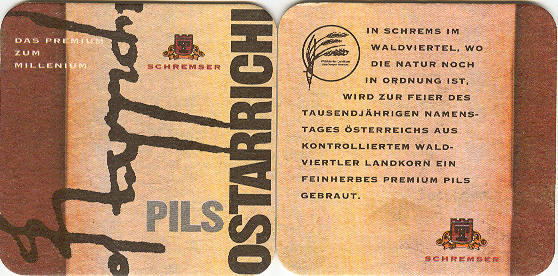 DAS PREMIUM
ZUM
MILLENIUM
SCHREMSER
PILS
OSTARRICHI
IN SCHREMS IM
WALDVIERTEL, WO
DIE NATUR NOCH
IN ORDNUNG IST,
WIRD ZUR FEIER DES
TAUSENDJÄHRIGEN NAMENS-
TAGES ÖSTERREICHS AUS
KONTROLLIERTEM WALD-
VIERTLER LANDKORN EIN
FEINHERBES PREMIUM PILS
GEBRAUT.
SCHREMSER